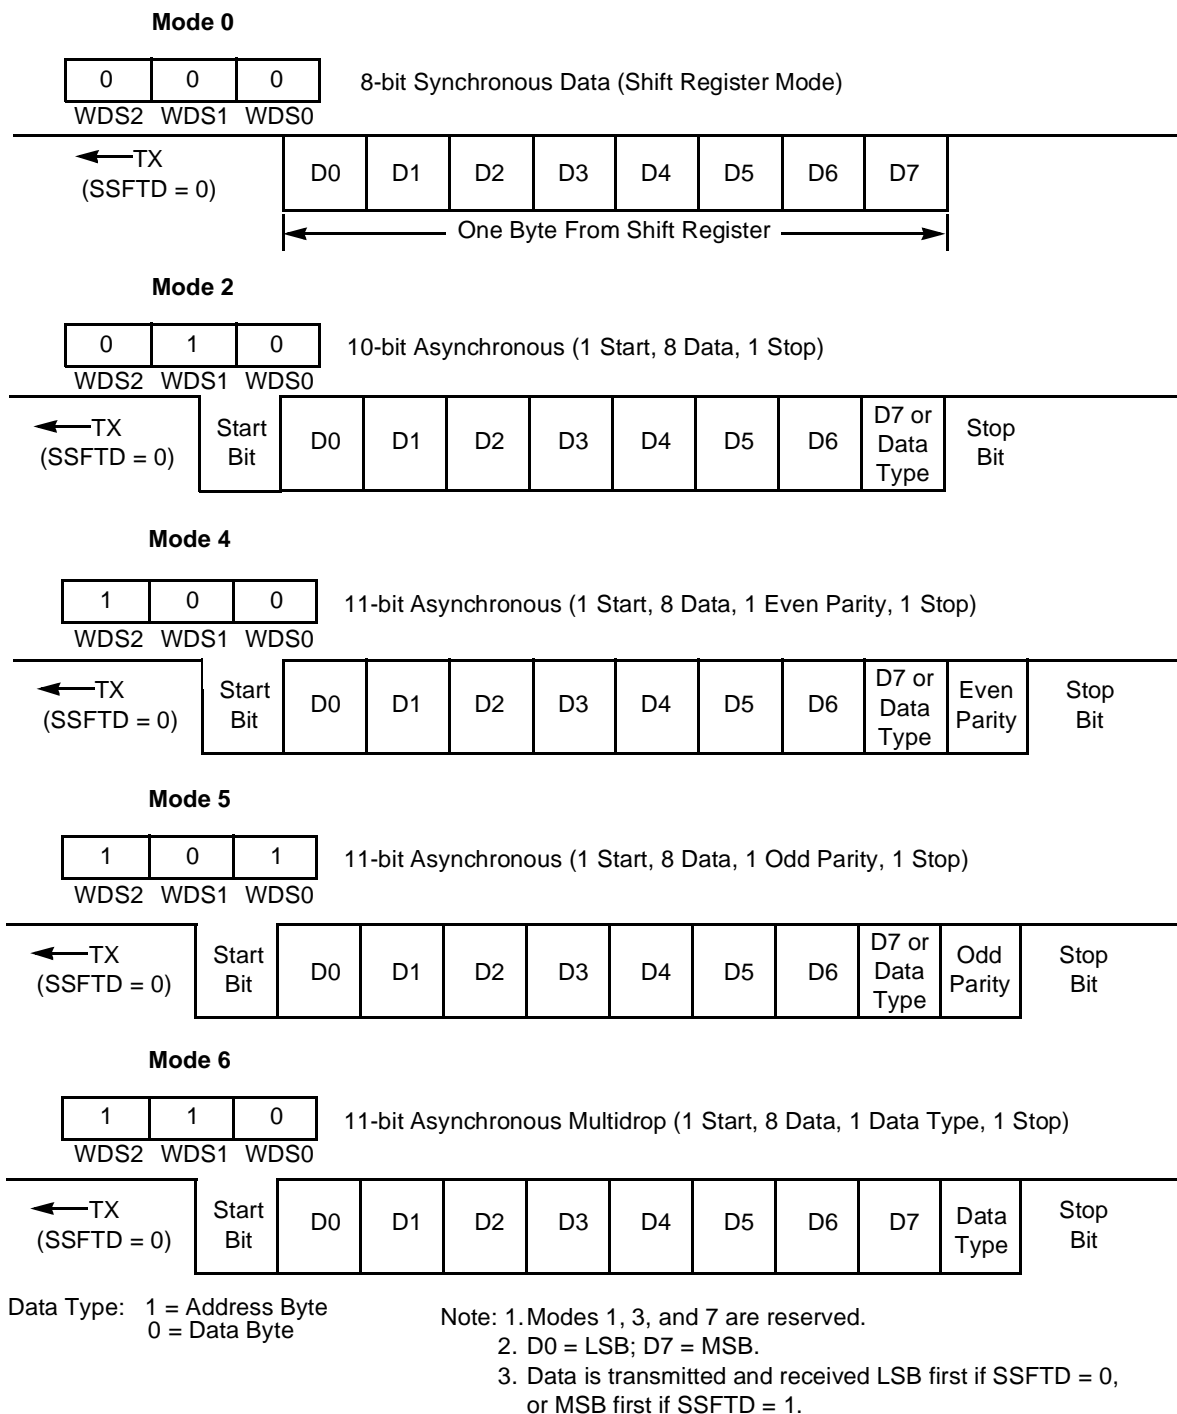 Mode 0
0 0 0
8-bit Synchronous Data (Shift Register Mode)
WDS2 WDS1 WDS0
TX
(SSFTD = 0)
D0 D1 D2 D3 D4 D5 D6 D7
One Byte From Shift Register
Mode 2
0 1 0
10-bit Asynchronous (1 Start, 8 Data, 1 Stop)
WDS2 WDS1 WDS0
TX
(SSFTD = 0)
Start
Bit
D0 D1 D2 D3 D4 D5 D6
D7 or
Data
Type
Stop
Bit
Mode 4
1 0 0
11-bit Asynchronous (1 Start, 8 Data, 1 Even Parity, 1 Stop)
WDS2 WDS1 WDS0
TX
(SSFTD = 0)
Start
Bit
D0 D1 D2 D3 D4 D5 D6
D7 or
Data
Type
Even
Parity
Stop
Bit
Mode 5
1 0 1
11-bit Asynchronous (1 Start, 8 Data, 1 Odd Parity, 1 Stop)
WDS2 WDS1 WDS0
TX
(SSFTD = 0)
Start
Bit
D0 D1 D2 D3 D4 D5 D6
D7 or
Data
Type
Odd
Parity
Stop
Bit
Mode 6
1 1 0
11-bit Asynchronous Multidrop (1 Start, 8 Data, 1 Data Type, 1 Stop)
WDS2 WDS1 WDS0
TX
(SSFTD = 0)
Start
Bit
D0 D1 D2 D3 D4 D5 D6 D7
Data
Type
Stop
Bit
Data Type: 1 = Address Byte
0 = Data Byte
Note: 1. Modes 1, 3, and 7 are reserved.
2. D0 = LSB; D7 = MSB.
3. Data is transmitted and received LSB first if SSFTD = 0,
or MSB first if SSFTD = 1.